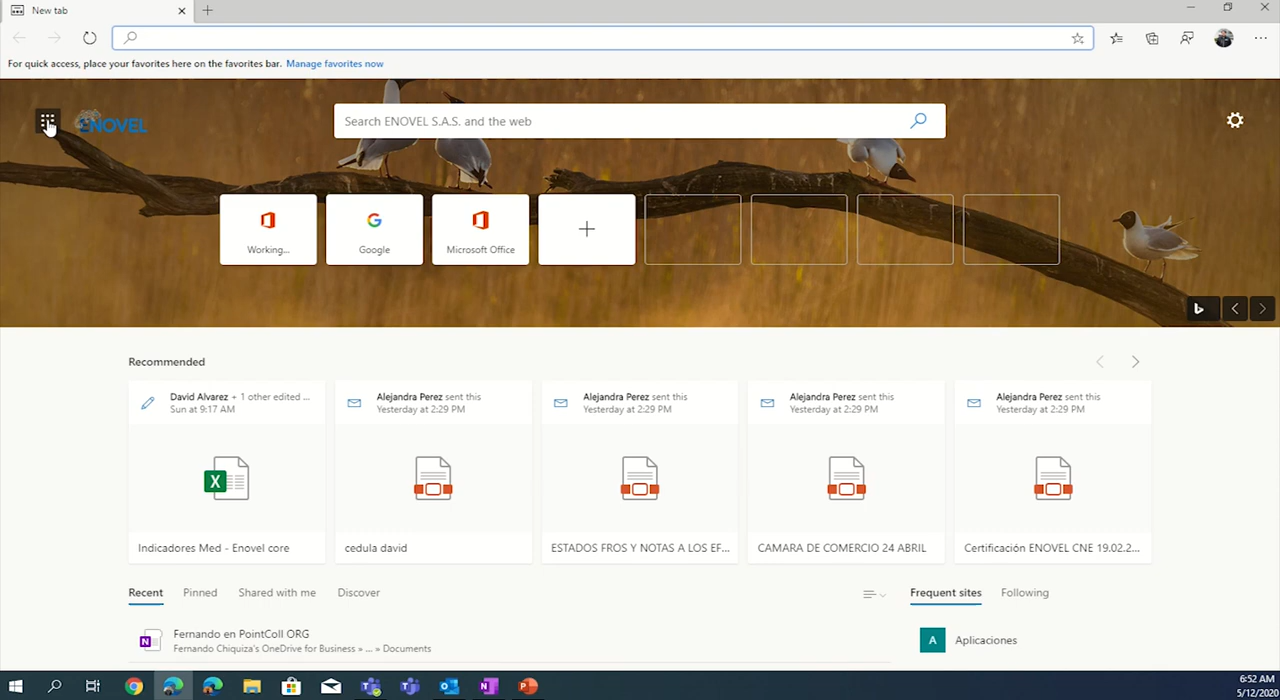 New tab
For quick access, place your favorites here on the favorites bar. Manage favorites now
ENOVEL
Search ENOVEL S.A.S. and the web
Working...
Google
Microsoft Office
Recommended
David Alvarez + 1 other edited ...
Sun at 9:17 AM
Indicadores Med - Enovel core
Alejandra Perez sent this
Yesterday at 2:29 PM
cedula david
Alejandra Perez sent this
Yesterday at 2:29 PM
ESTADOS FROS Y NOTAS A LOS EF...
Alejandra Perez sent this
Yesterday at 2:29 PM
CAMARA DE COMERCIO 24 ABRIL
Alejandra Perez sent this
Yesterday at 2:29 PM
Certificación ENOVEL CNE 19.02.2...
Recent Pinned Shared with me Discover
Fernando en PointColl ORG
Fernando Chiquiza's OneDrive for Business » ... » Documents
Frequent sites Following
A Aplicaciones
6:52 AM
5/12/2020